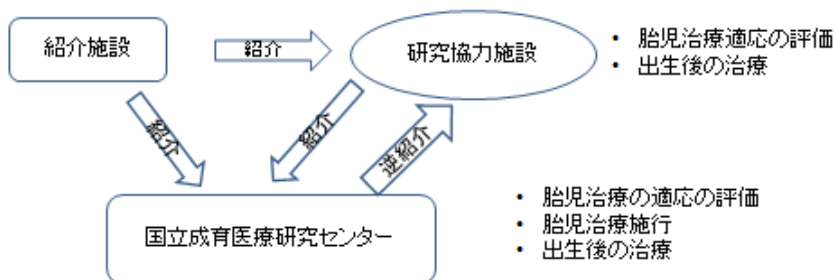 紹介施設
紹介
研究協力施設
• 胎児治療適応の評価
• 出生後の治療
紹介
紹介
逆紹介
国立成育医療研究センター
• 胎児治療の適応の評価
• 胎児治療施行
• 出生後の治療